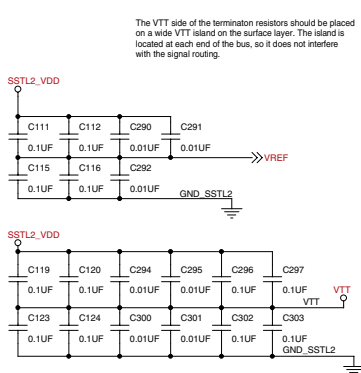 The VTT side of the terminaton resistors should be placed
on a wide VTT island on the surface layer. The island is
located at each end of the bus, so it does not interfere
with the signal routing.
SSTL2_VDD
C111 C112 C290 C291
0.1UF 0.1UF 0.01UF 0.01UF
VREF
C115 C116 C292
0.1UF 0.1UF 0.01UF
GND_SSTL2
SSTL2_VDD
C119 C120 C294 C295 C296 C297
0.1UF 0.1UF 0.01UF 0.01UF 0.1UF 0.1UF
VTT
VTT
C123 C124 C300 C301 C302 C303
0.1UF 0.1UF 0.01UF 0.01UF 0.1UF 0.1UF
GND_SSTL2